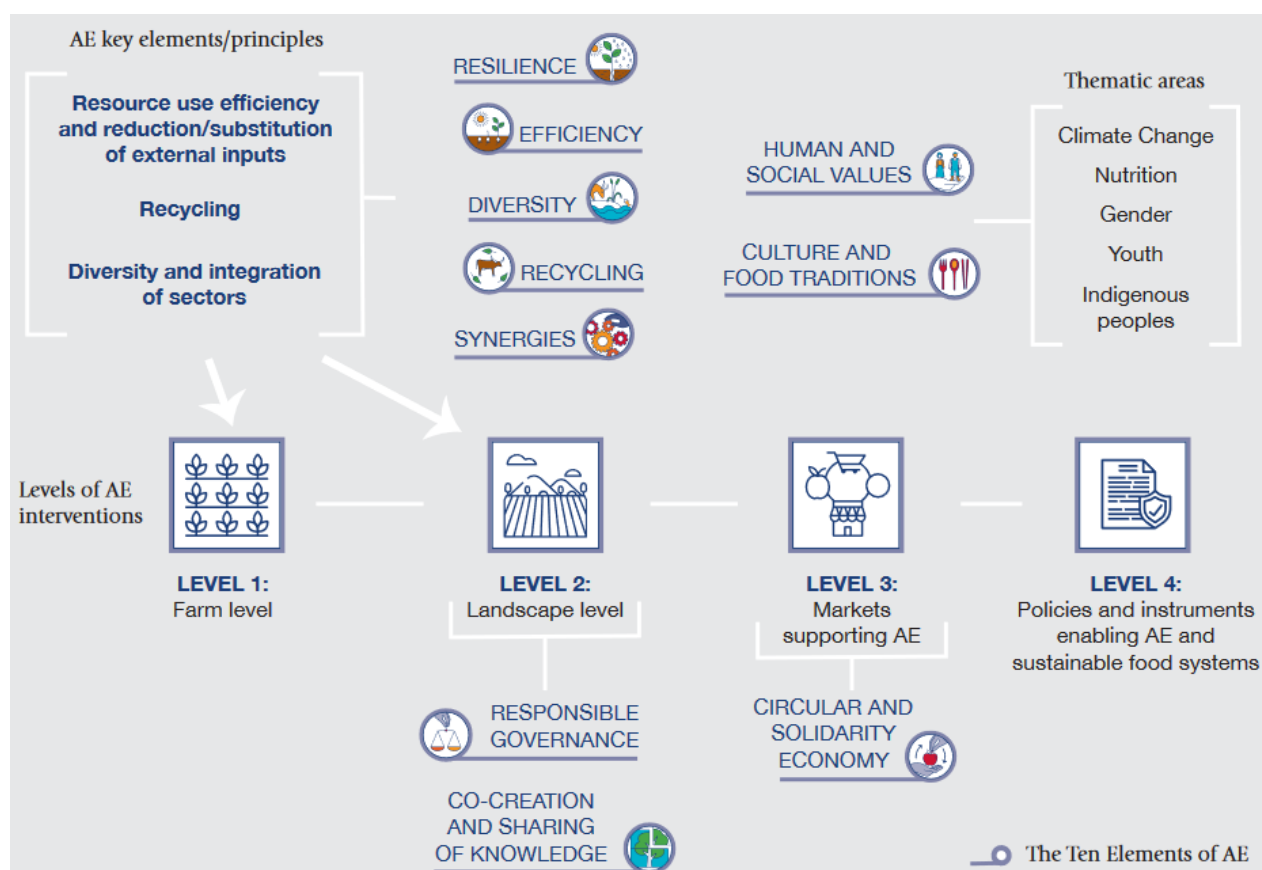 AE key elements/principles
Resource use efficiency
and reduction/substitution
of external inputs
Recycling
Diversity and integration
of sectors
RESILIENCE
EFFICIENCY
DIVERSITY
RECYCLING
SYNERGIES
HUMAN AND
SOCIAL VALUES
CULTURE AND
FOOD TRADITIONS
Thematic areas
Climate Change
Nutrition
Gender
Youth
Indigenous
peoples
Levels of AE
interventions
LEVEL 1:
Farm level
LEVEL 2:
Landscape level
LEVEL 3:
Markets
supporting AE
LEVEL 4:
Policies and instruments
enabling AE and
sustainable food systems
RESPONSIBLE
GOVERNANCE
CO-CREATION
AND SHARING
OF KNOWLEDGE
CIRCULAR AND
SOLIDARITY
ECONOMY
The Ten Elements of AE